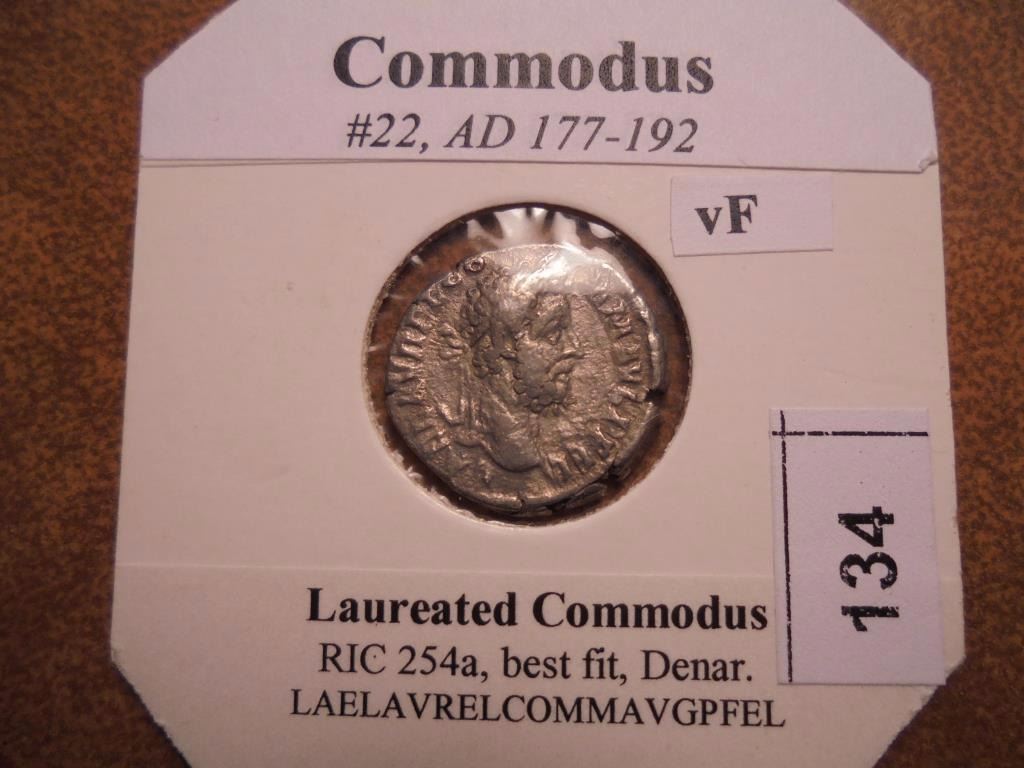 Commodus
#22, AD 177-192
vF
134
Laureated Commodus
RIC 254a, best fit, Denar.
LAELAVRELCOMMAVGPFEL